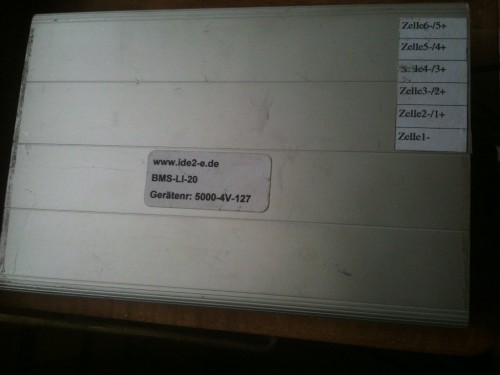 Zelle6-/5+
Zelle5-/4+
lle4-/3+
Zelle3-/2+
Zelle2-/1+
Zelle1-
www.ide2-e.de
BMS-LI-20
Gerätenr: 5000-4V-127